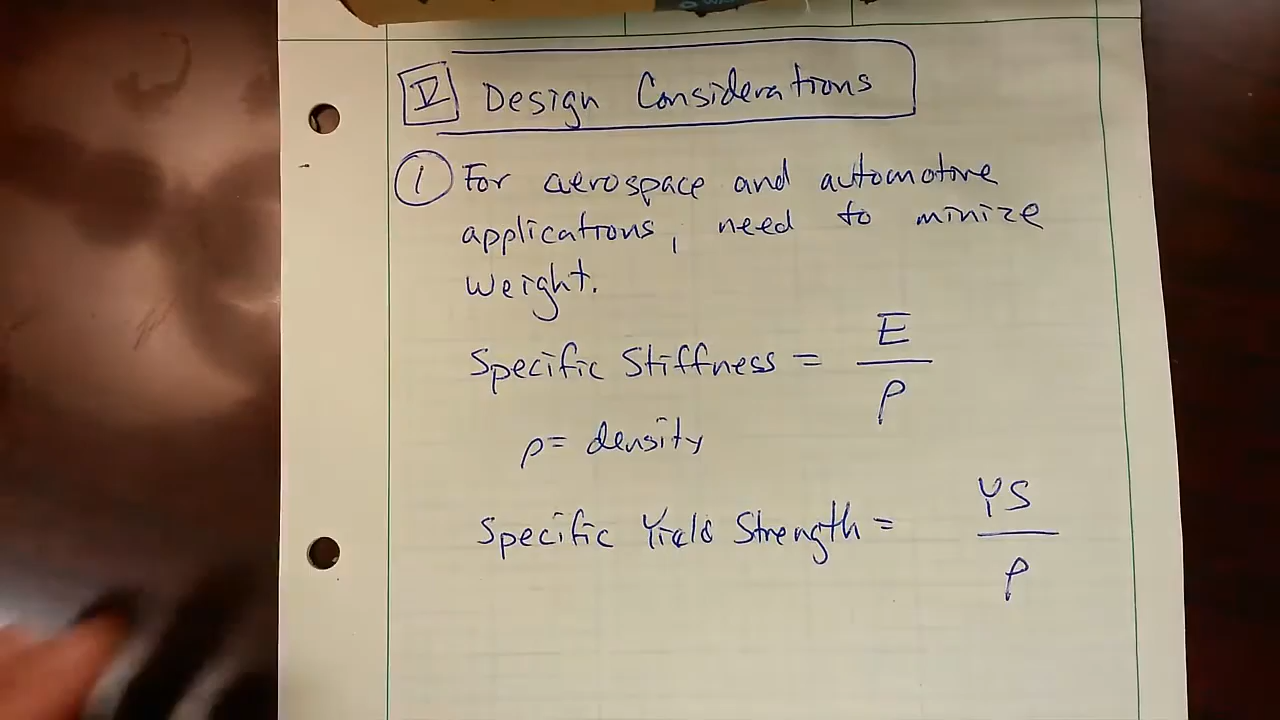 V Design Considerations
① For aerospace and automotive
applications, need to minize
weight.
Specific Stiffness = E/ρ
ρ = density
Specific Yield Strength = YS/ρ